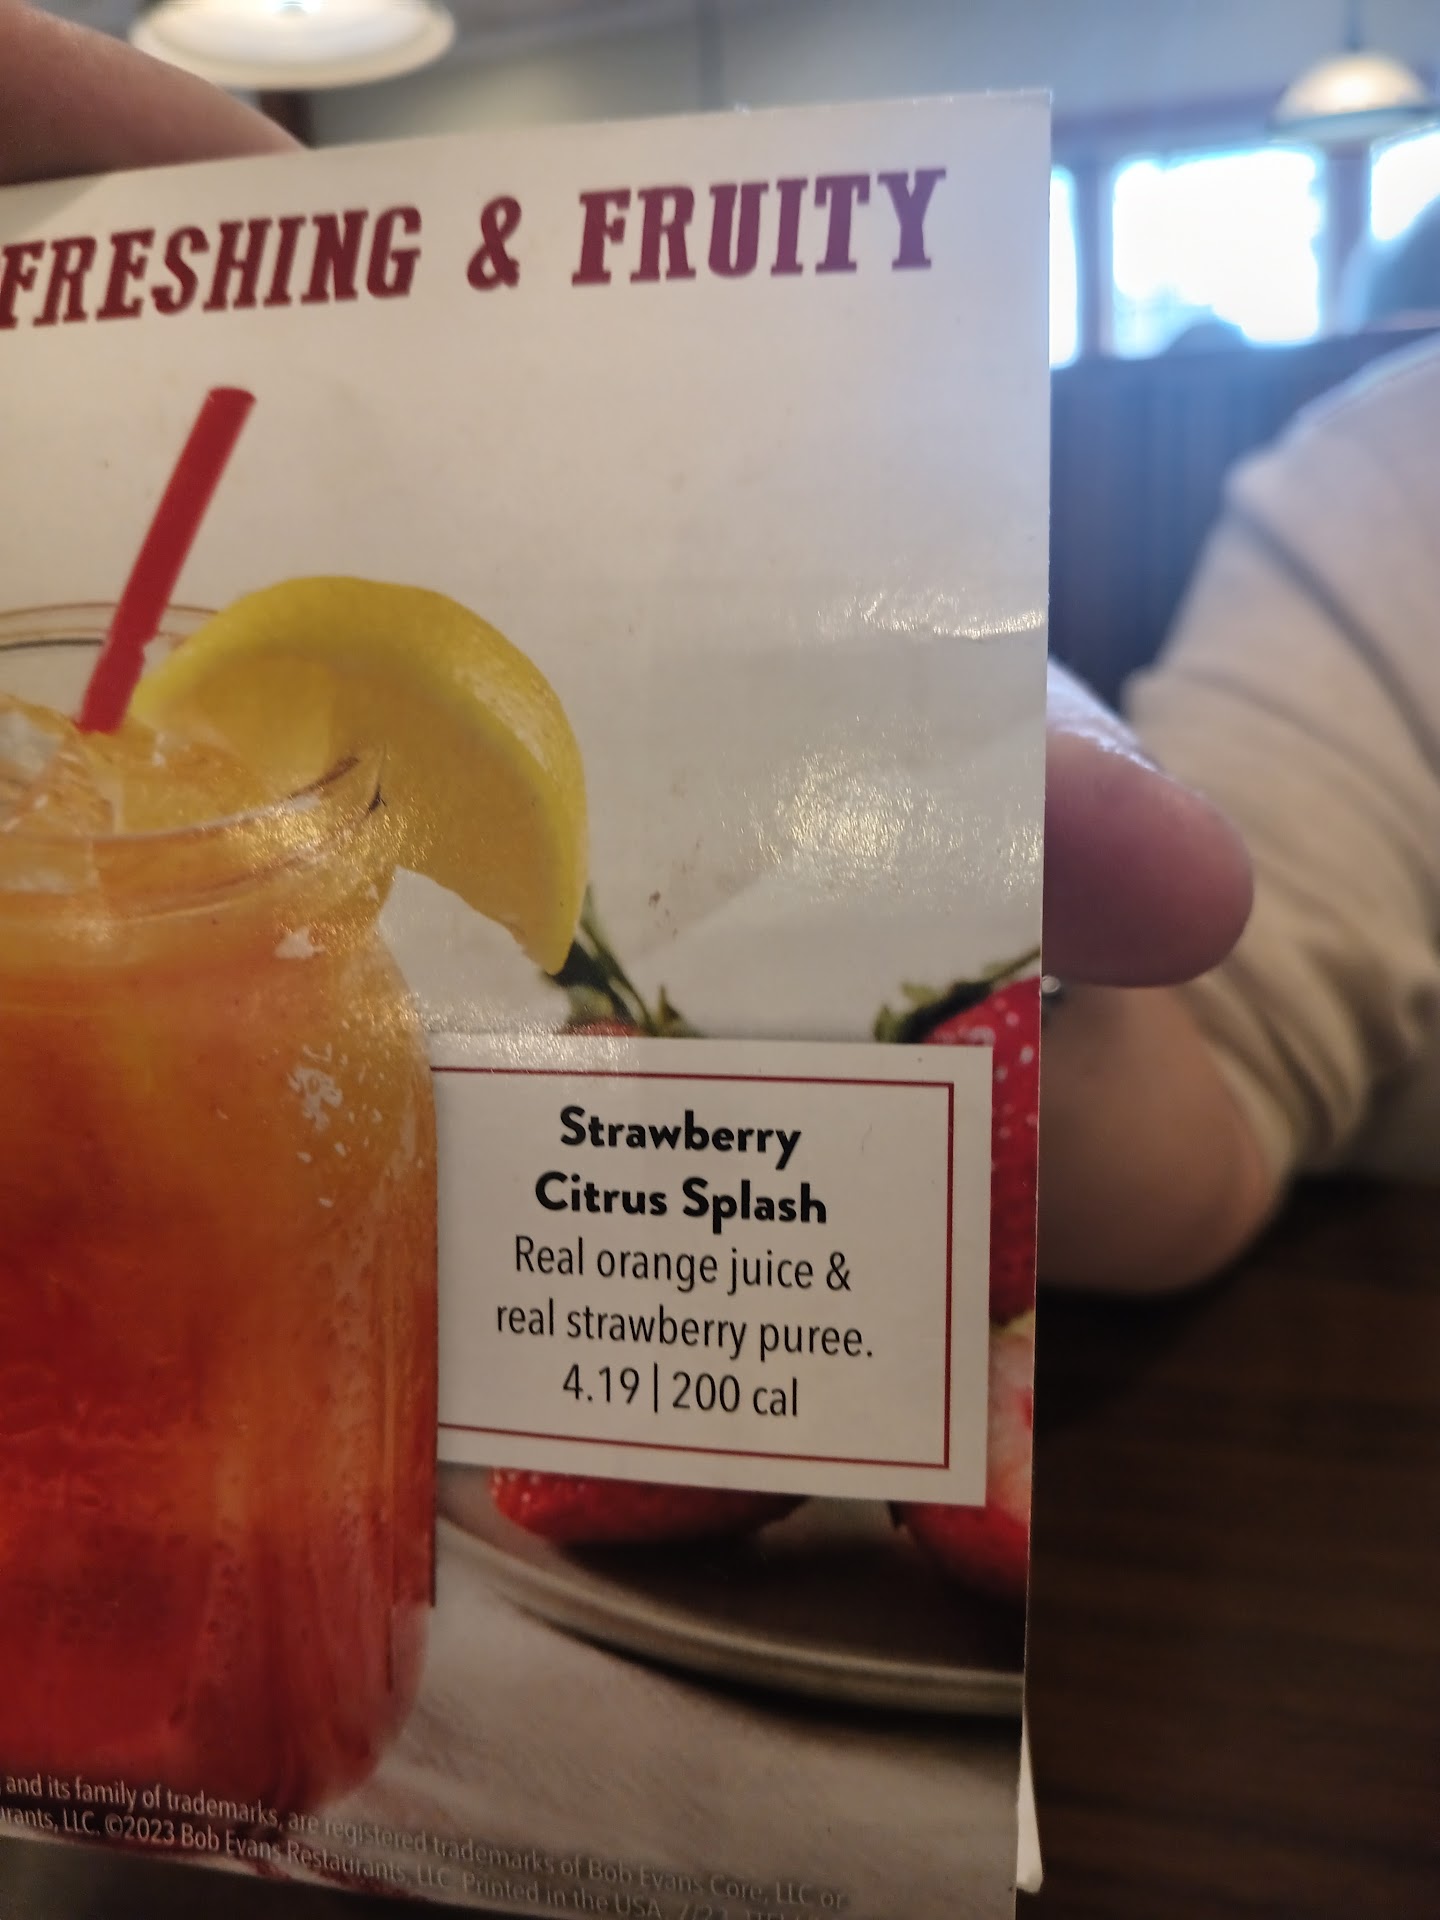 FRESHING & FRUITY
Strawberry
Citrus Splash
Real orange juice &
real strawberry puree.
4.19 | 200 cal
and its family of trademarks, are registered trademarks of Bob Evans Core, LLC or
urants, LLC. ©2023 Bob Evans Restaurants, LLC Printed in the USA.